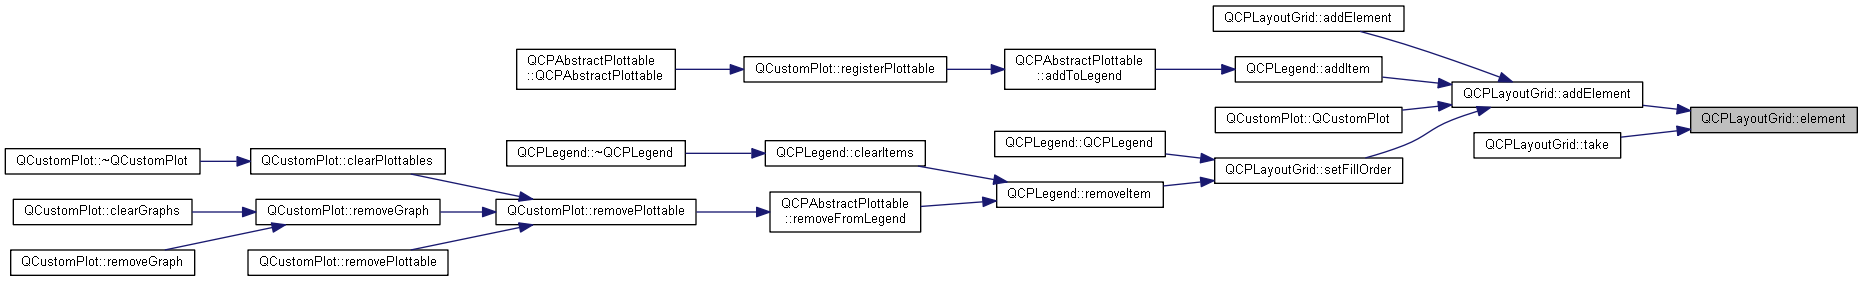 QCPLayoutGrid::addElement
QCPAbstractPlottable
::QCPAbstractPlottable
QCustomPlot::registerPlottable
QCPAbstractPlottable
::addToLegend
QCPLegend::addItem
QCPLayoutGrid::addElement
QCustomPlot::QCustomPlot
QCPLayoutGrid::element
QCPLayoutGrid::take
QCustomPlot::~QCustomPlot
QCustomPlot::clearPlottables
QCPLegend::~QCPLegend
QCPLegend::clearItems
QCPLegend::QCPLegend
QCPLayoutGrid::setFillOrder
QCPLegend::removeItem
QCustomPlot::clearGraphs
QCustomPlot::removeGraph
QCustomPlot::removePlottable
QCPAbstractPlottable
::removeFromLegend
QCustomPlot::removeGraph
QCustomPlot::removePlottable